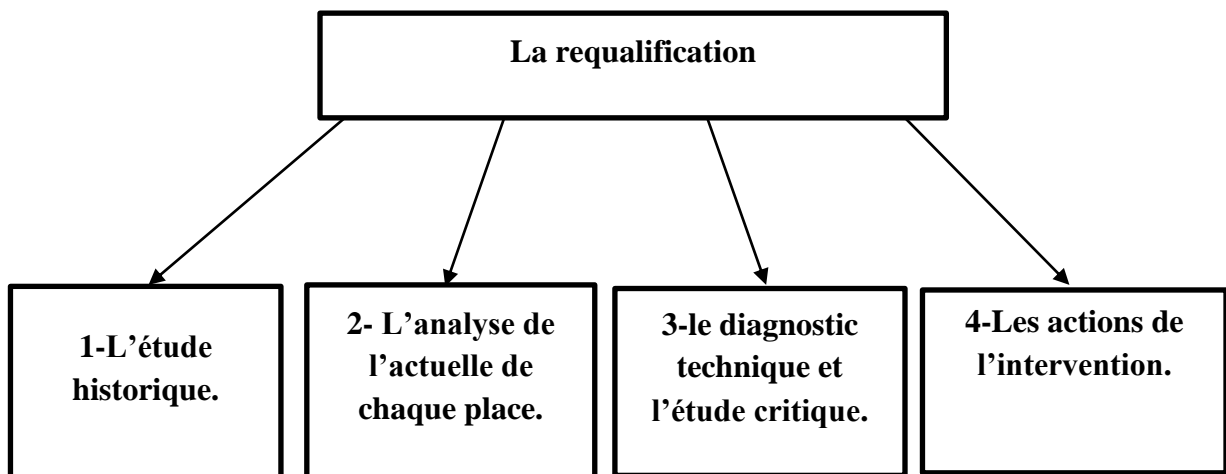 La requalification
1-L’étude
historique.
2- L’analyse de
l’actuelle de
chaque place.
3-le diagnostic
technique et
l’étude critique.
4-Les actions de
l’intervention.